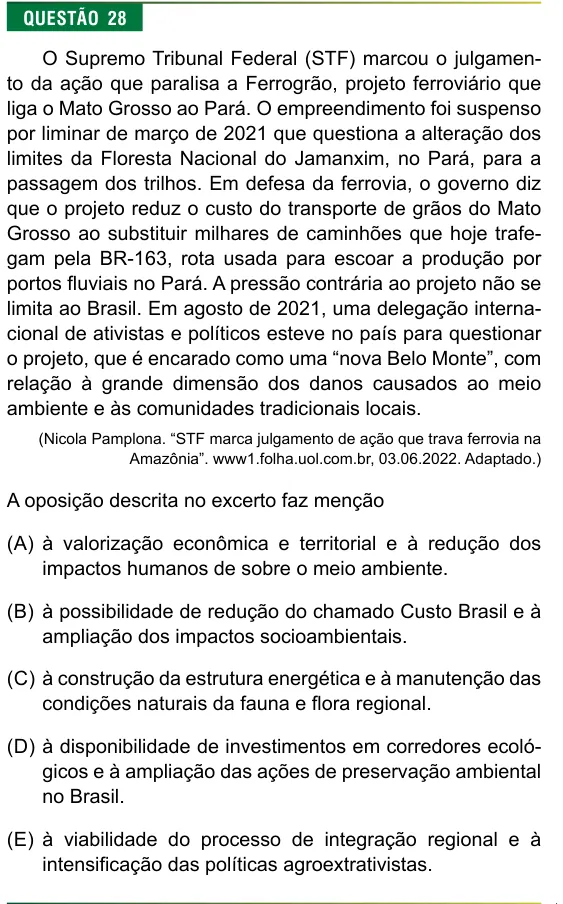 QUESTÃO 28
O Supremo Tribunal Federal (STF) marcou o julgamen-
to da ação que paralisa a Ferrogrão, projeto ferroviário que
liga o Mato Grosso ao Pará. O empreendimento foi suspenso
por liminar de março de 2021 que questiona a alteração dos
limites da Floresta Nacional do Jamanxim, no Pará, para a
passagem dos trilhos. Em defesa da ferrovia, o governo diz
que o projeto reduz o custo do transporte de grãos do Mato
Grosso ao substituir milhares de caminhões que hoje trafe-
gam pela BR-163, rota usada para escoar a produção por
portos fluviais no Pará. A pressão contrária ao projeto não se
limita ao Brasil. Em agosto de 2021, uma delegação interna-
cional de ativistas e políticos esteve no país para questionar
o projeto, que é encarado como uma “nova Belo Monte”, com
relação à grande dimensão dos danos causados ao meio
ambiente e às comunidades tradicionais locais.
(Nicola Pamplona. “STF marca julgamento de ação que trava ferrovia na
Amazônia”. www1.folha.uol.com.br, 03.06.2022. Adaptado.)
A oposição descrita no excerto faz menção
(A) à valorização econômica e territorial e à redução dos
impactos humanos de sobre o meio ambiente.
(B) à possibilidade de redução do chamado Custo Brasil e à
ampliação dos impactos socioambientais.
(C) à construção da estrutura energética e à manutenção das
condições naturais da fauna e flora regional.
(D) à disponibilidade de investimentos em corredores ecoló-
gicos e à ampliação das ações de preservação ambiental
no Brasil.
(E) à viabilidade do processo de integração regional e à
intensificação das políticas agroextrativistas.